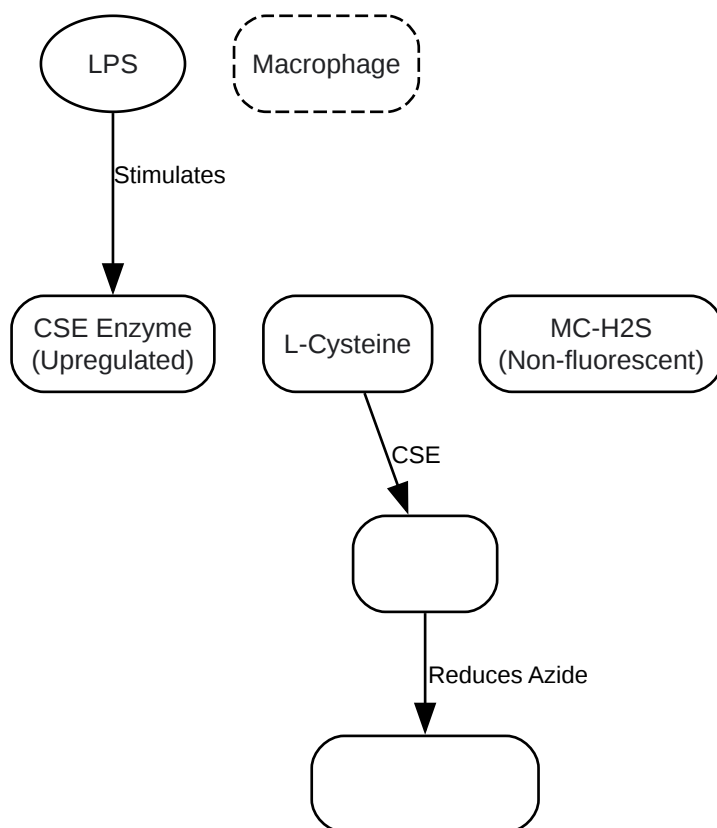 LPS
Macrophage
Stimulates
CSE Enzyme
(Upregulated)
L-Cysteine
MC-H2S
(Non-fluorescent)
CSE
Reduces Azide